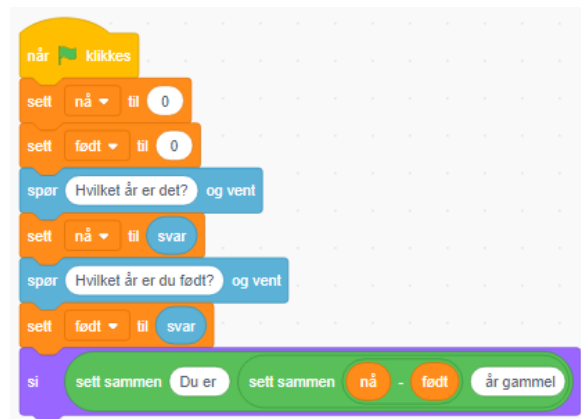 når klikkes
sett nå til 0
sett født til 0
spør Hvilket år er det? og vent
sett nå til svar
spør Hvilket år er du født? og vent
sett født til svar
si sett sammen Du er sett sammen nå - født år gammel